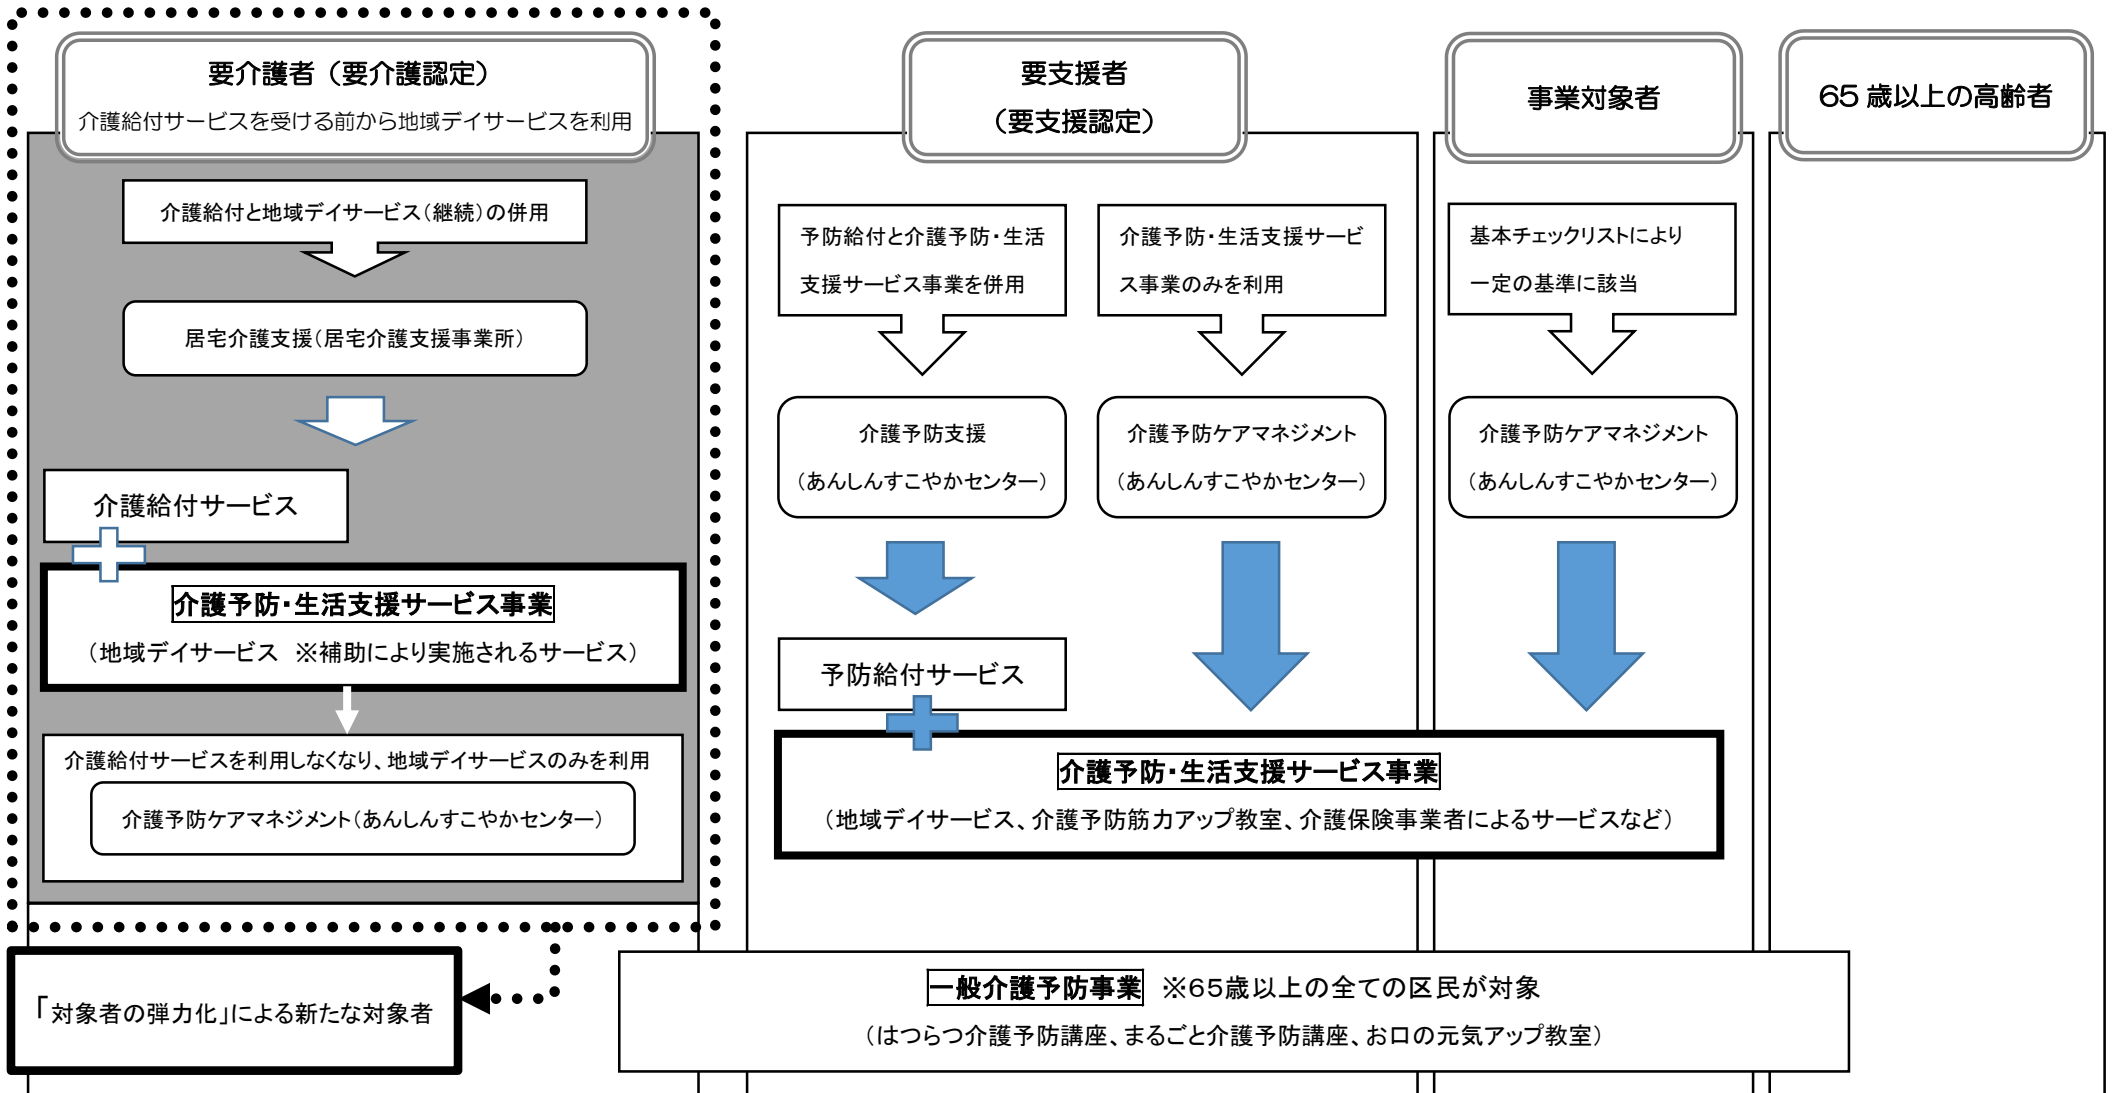 要介護者（要介護認定）
介護給付サービスを受ける前から地域デイサービスを利用
介護給付と地域デイサービス（継続）の併用
居宅介護支援（居宅介護支援事業所）
介護給付サービス
介護予防・生活支援サービス事業
（地域デイサービス　※補助により実施されるサービス）
介護給付サービスを利用しなくなり、地域デイサービスのみを利用
介護予防ケアマネジメント（あんしんすこやかセンター）
「対象者の弾力化」による新たな対象者
要支援者
（要支援認定）
予防給付と介護予防・生活
支援サービス事業を併用
介護予防支援
（あんしんすこやかセンター）
予防給付サービス
介護予防・生活支援サービ
ス事業のみを利用
介護予防ケアマネジメント
（あんしんすこやかセンター）
事業対象者
基本チェックリストにより
一定の基準に該当
介護予防ケアマネジメント
（あんしんすこやかセンター）
介護予防・生活支援サービス事業
（地域デイサービス、介護予防筋力アップ教室、介護保険事業者によるサービスなど）
65 歳以上の高齢者
一般介護予防事業　※６５歳以上の全ての区民が対象
（はつらつ介護予防講座、まるごと介護予防講座、お口の元気アップ教室）